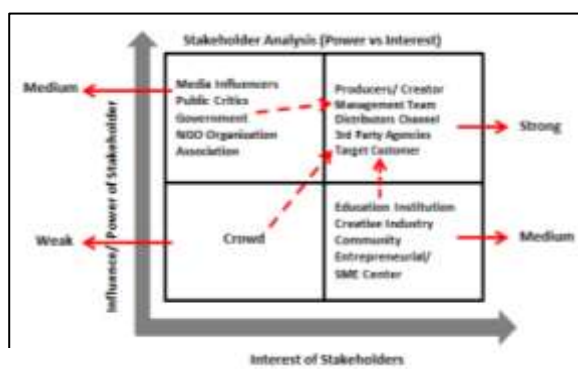 Stakeholder Analysis (Power vs Interest)
Medium
Media Influencers
Public Critics
Government
NGO Organization
Association
Producers/ Creator
Management Team
Distributors Channel
3rd Party Agencies
Target Customer
Strong
Weak
Crowd
Education Institution
Creative Industry
Community
Entrepreneurial/
SME Center
Medium
Influence/ Power of Stakeholder
Interest of Stakeholders